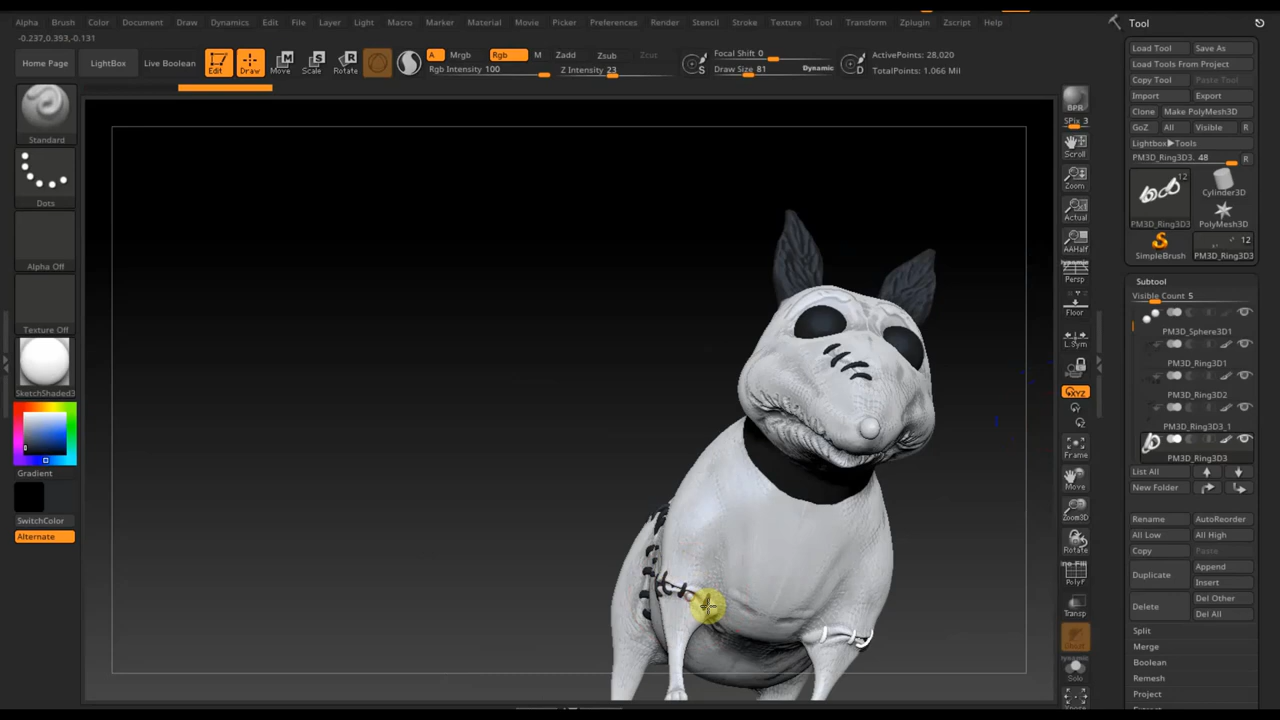 Alpha Brush Color Document Draw Dynamics Edit File Layer Light Macro Marker Material Movie Picker Preferences Render Stencil Stroke Texture Tool Transform Zplugin Zscript Help
Tool
-0.237,0.393,-0.131
Home Page
LightBox
Live Boolean
Edit
Draw
Move
Scale
Rotate
A Mrgb Rgb M Zadd Zsub Zcut
Rgb Intensity 100
Z Intensity 23
Focal Shift 0
Draw Size 81 Dynamic
ActivePoints: 28,020
TotalPoints: 1.066 Mil
Standard
Dots
Alpha Off
Texture Off
SketchShaded3
Gradient
SwitchColor
Alternate
BPR
SPix 3
Scroll
Zoom
Actual
AAHalf
Dynamic
Persp
Floor
L.Sym
XYZ
Frame
Move
Zoom3D
Rotate
PolyF
Transp
Dynamic
Solo
Load Tool Save As
Load Tools From Project
Copy Tool Paste Tool
Import Export
Clone Make PolyMesh3D
GoZ All Visible R
Lightbox▶Tools
PM3D_Ring3D3. 48 R
12
Cylinder3D
PM3D_Ring3D3
PolyMesh3D
12
SimpleBrush
PM3D_Ring3D3
Subtool
Visible Count 5
PM3D_Sphere3D1
PM3D_Ring3D1
PM3D_Ring3D2
PM3D_Ring3D3_1
PM3D_Ring3D3
List All
New Folder
Rename AutoReorder
All Low All High
Copy Paste
Duplicate
Append
Insert
Delete
Del Other
Del All
Split
Merge
Boolean
Remesh
Project